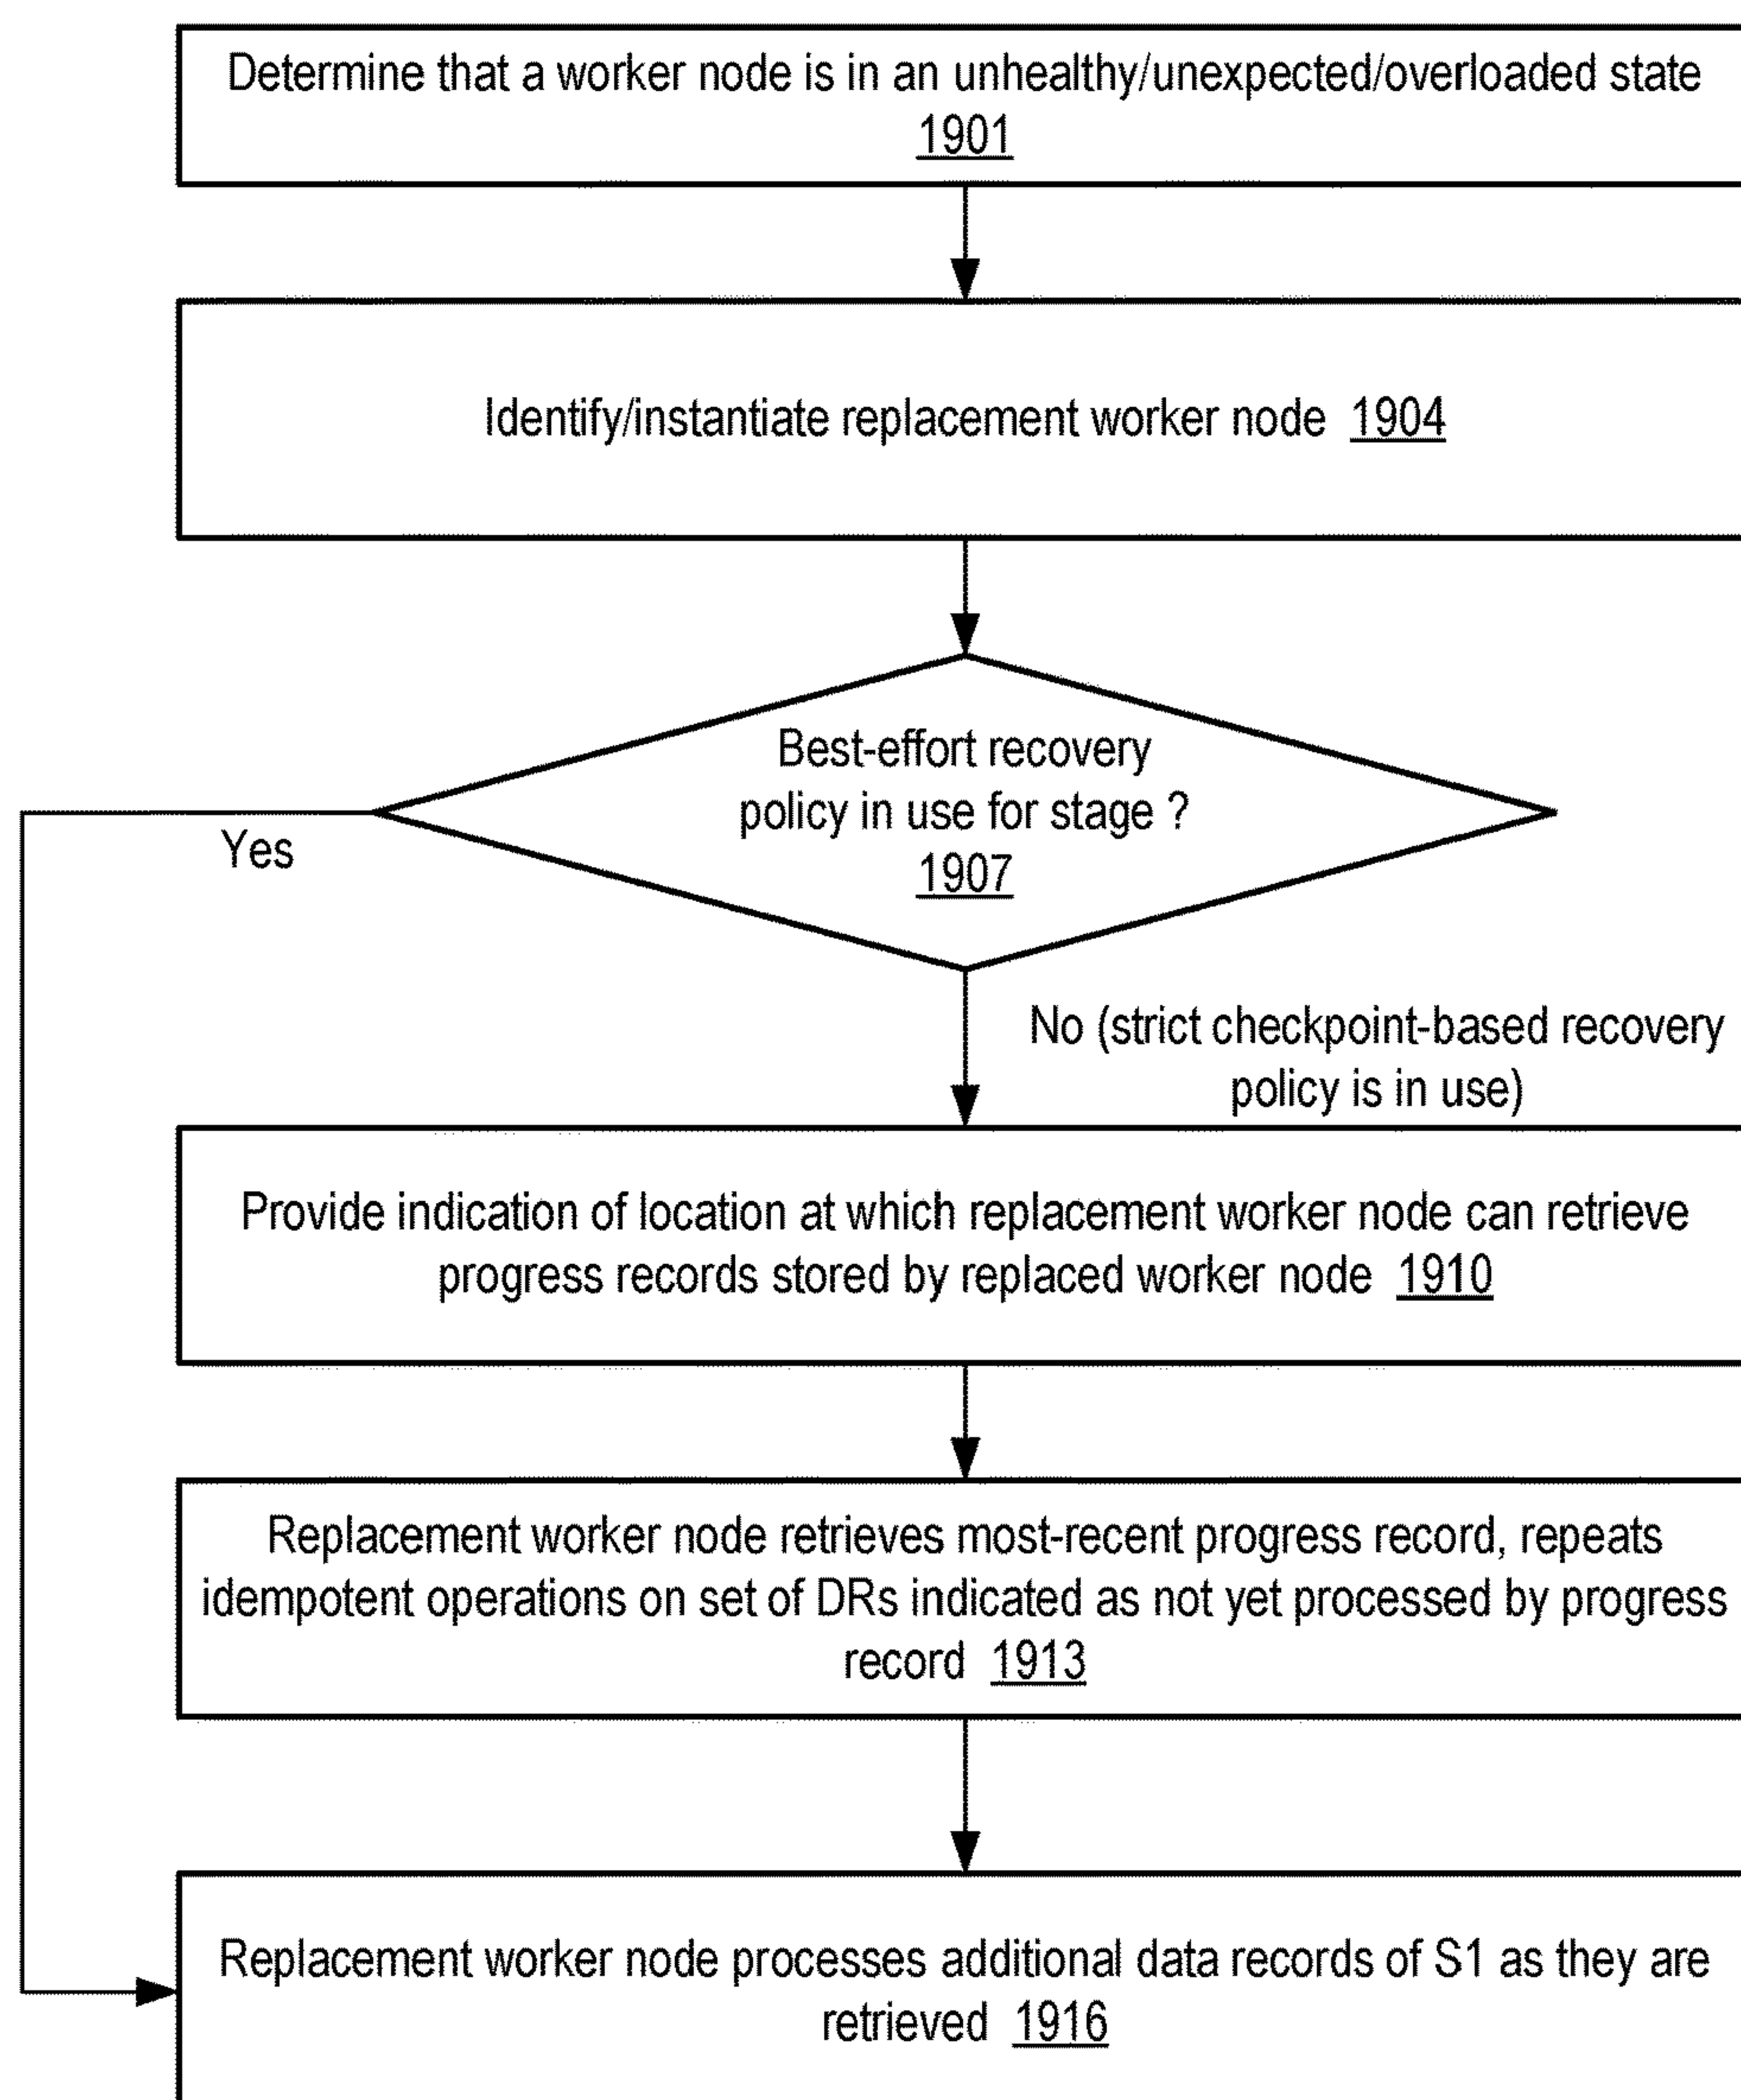 Determine that a worker node is in an unhealthy/unexpected/overloaded state
1901
Identify/instantiate replacement worker node 1904
Best-effort recovery
policy in use for stage ?
1907
Yes
No (strict checkpoint-based recovery
policy is in use)
Provide indication of location at which replacement worker node can retrieve
progress records stored by replaced worker node 1910
Replacement worker node retrieves most-recent progress record, repeats
idempotent operations on set of DRs indicated as not yet processed by progress
record 1913
Replacement worker node processes additional data records of S1 as they are
retrieved 1916